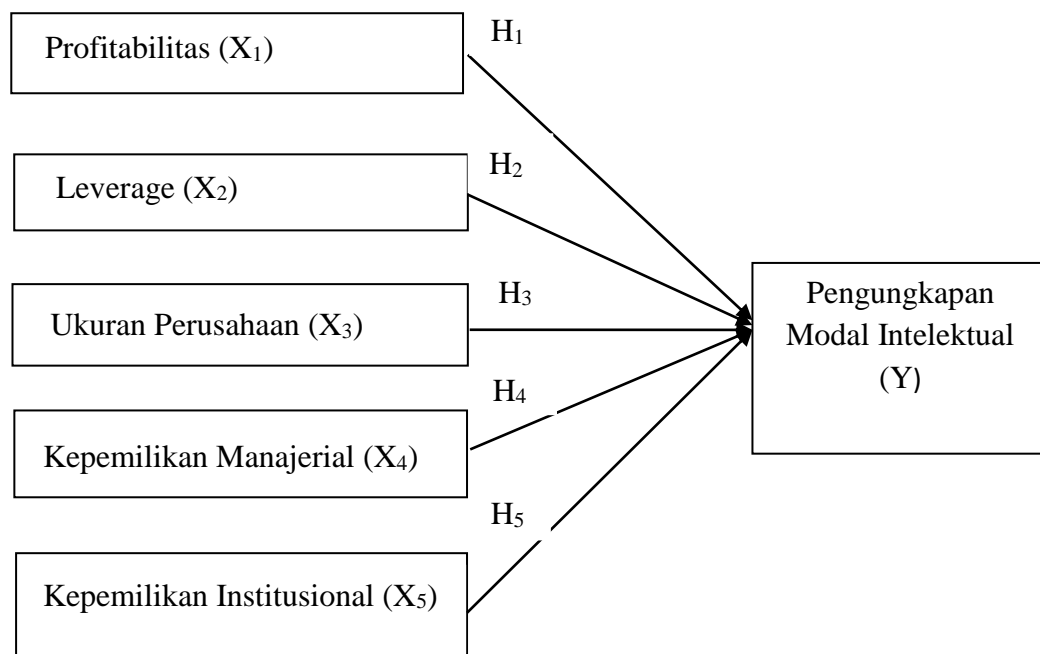 Profitabilitas (X₁)
H₁
Leverage (X₂)
H₂
Ukuran Perusahaan (X₃)
H₃
Pengungkapan
Modal Intelektual
(Y)
Kepemilikan Manajerial (X₄)
H₄
Kepemilikan Institusional (X₅)
H₅